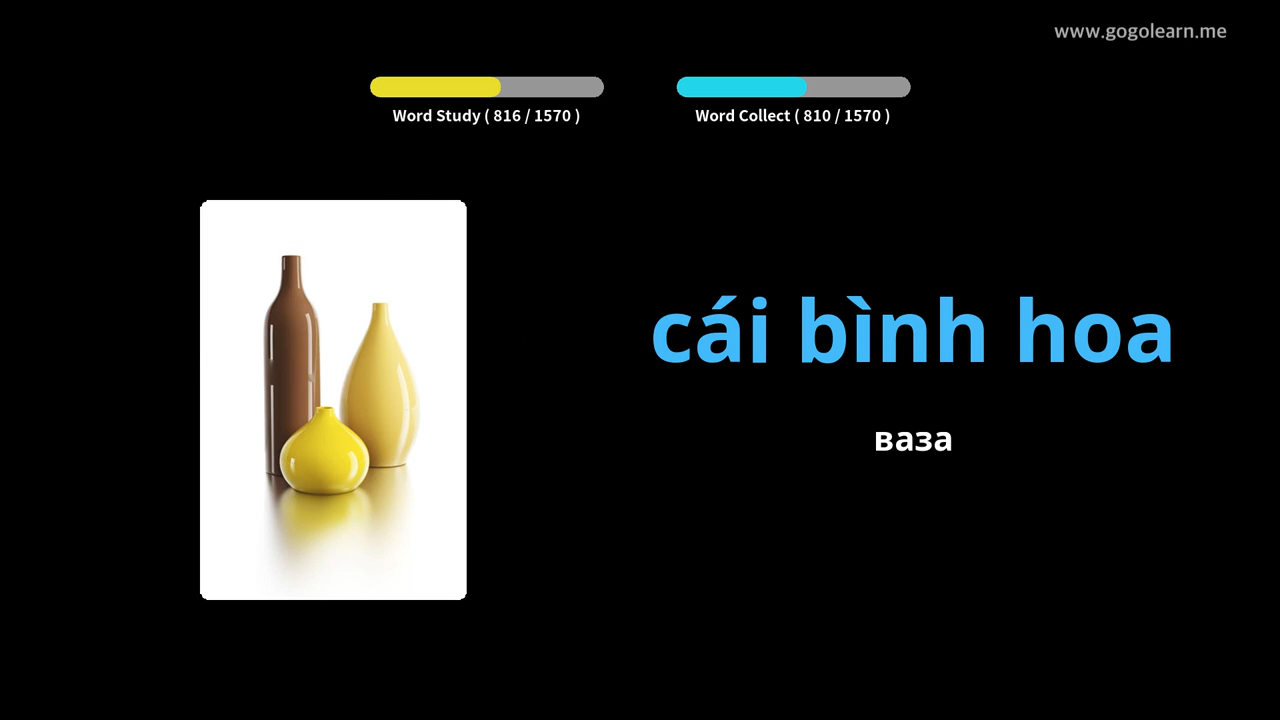 www.gogolearn.me
Word Study ( 816 / 1570 )
Word Collect ( 810 / 1570 )
cái bình hoa
ваза